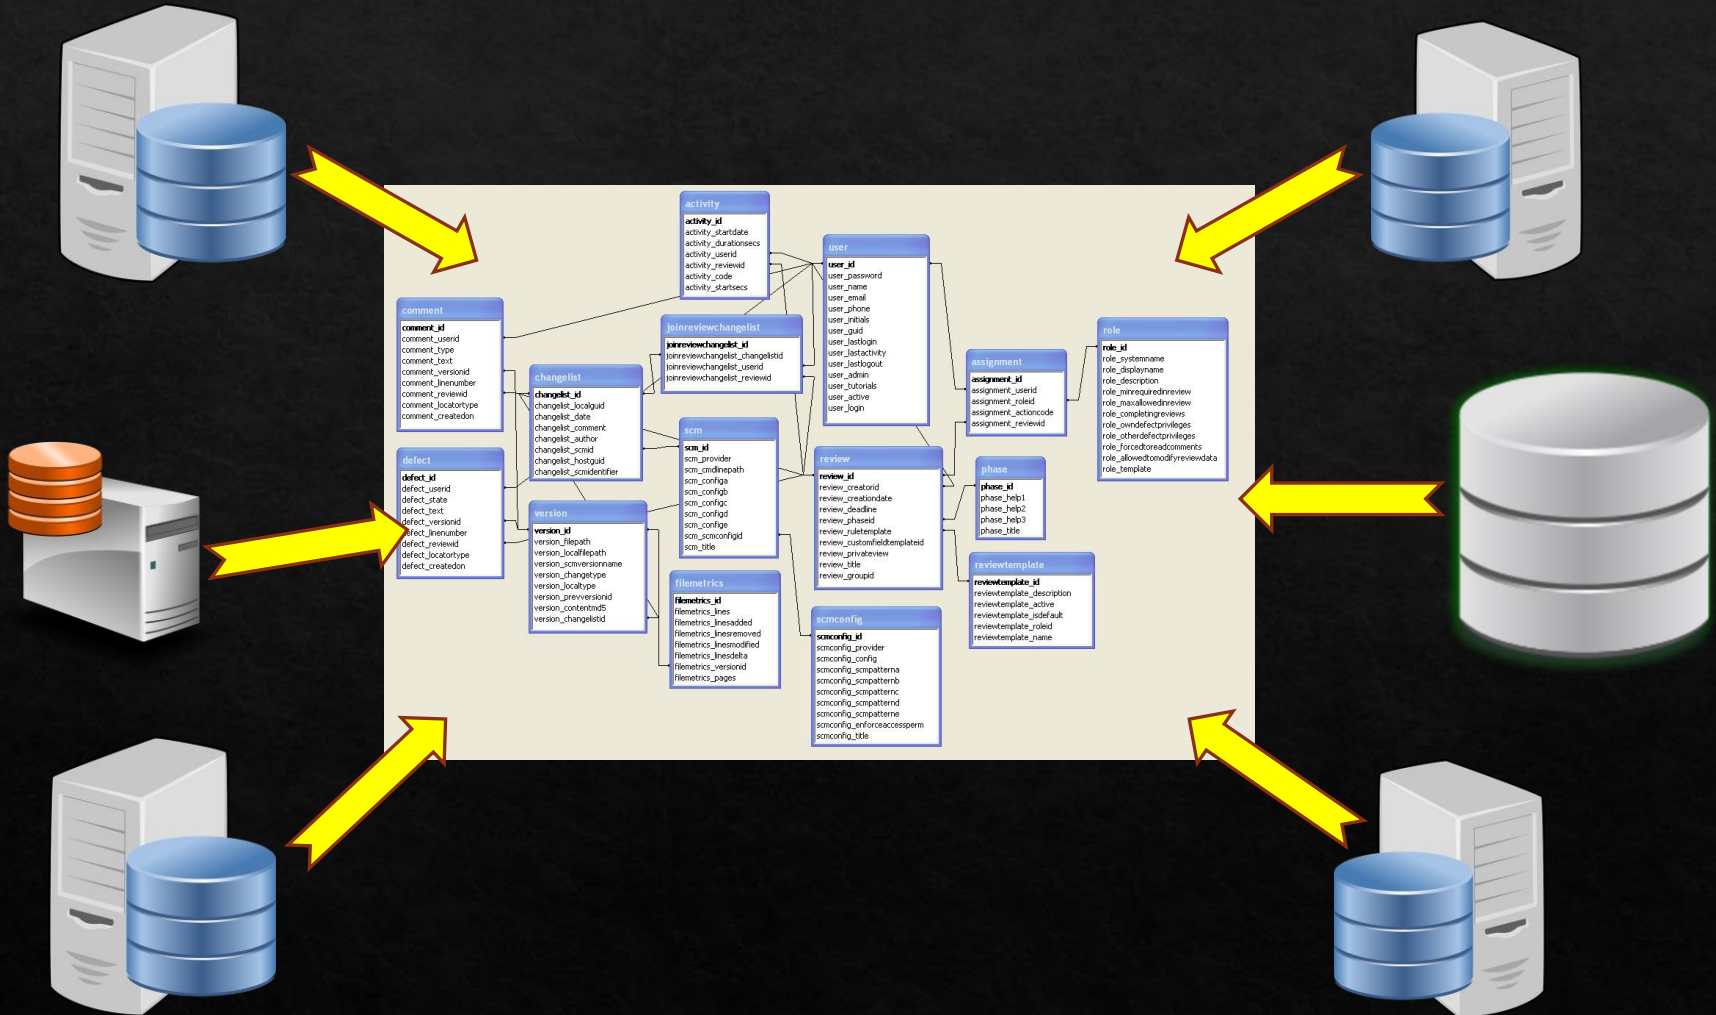 activity
activity_id
activity_startdate
activity_durationsecs
activity_userid
activity_reviewid
activity_code
activity_startsecs
user
user_id
user_password
user_name
user_email
user_phone
user_initials
user_guid
user_lastlogin
user_lastactivity
user_lastlogout
user_admin
user_tutorials
user_active
user_login
comment
comment_id
comment_userid
comment_type
comment_text
comment_versionid
comment_linenumber
comment_reviewid
comment_locatortype
comment_createdon
joinreviewchangelist
joinreviewchangelist_id
joinreviewchangelist_changelistid
joinreviewchangelist_userid
joinreviewchangelist_reviewid
role
role_id
role_systemname
role_displayname
role_description
role_minrequiredinreview
role_maxallowedinreview
role_completingreviews
role_owndefectprivileges
role_otherdefectprivileges
role_forcedtoreadcomments
role_allowedtomodifyreviewdata
role_template
assignment
assignment_id
assignment_userid
assignment_roleid
assignment_actioncode
assignment_reviewid
changelist
changelist_id
changelist_localguid
changelist_date
changelist_comment
changelist_author
changelist_scmid
changelist_hostguid
changelist_scmidentifier
scm
scm_id
scm_provider
scm_cmdlinepath
scm_configa
scm_configb
scm_configc
scm_configd
scm_confige
scm_scmconfigid
scm_title
defect
defect_id
defect_userid
defect_state
defect_text
defect_versionid
defect_linenumber
defect_reviewid
defect_locatortype
defect_createdon
review
review_id
review_creatorid
review_creationdate
review_deadline
review_phaseid
review_ruletemplate
review_customfieldtemplateid
review_privateview
review_title
review_groupid
phase
phase_id
phase_help1
phase_help2
phase_help3
phase_title
version
version_id
version_filepath
version_localfilepath
version_scmversionname
version_changetype
version_localtype
version_prevversionid
version_contentmd5
version_changelistid
reviewtemplate
reviewtemplate_id
reviewtemplate_description
reviewtemplate_active
reviewtemplate_isdefault
reviewtemplate_roleid
reviewtemplate_name
filemetrics
filemetrics_id
filemetrics_lines
filemetrics_linesadded
filemetrics_linesremoved
filemetrics_linesmodified
filemetrics_linesdelta
filemetrics_versionid
filemetrics_pages
scmconfig
scmconfig_id
scmconfig_provider
scmconfig_config
scmconfig_scmpatterna
scmconfig_scmpatternb
scmconfig_scmpatternc
scmconfig_scmpatternd
scmconfig_scmpatterne
scmconfig_enforceaccessperm
scmconfig_title